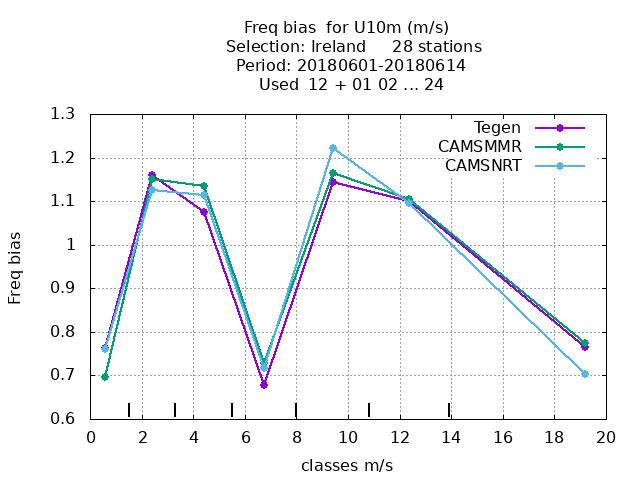 Freq bias  for U10m (m/s)
Selection: Ireland     28 stations
Period: 20180601-20180614
Used  12 + 01 02 ... 24
Tegen
CAMSMMR
CAMSNRT
Freq bias
1.3
1.2
1.1
1
0.9
0.8
0.7
0.6
0 2 4 6 8 10 12 14 16 18 20
classes m/s